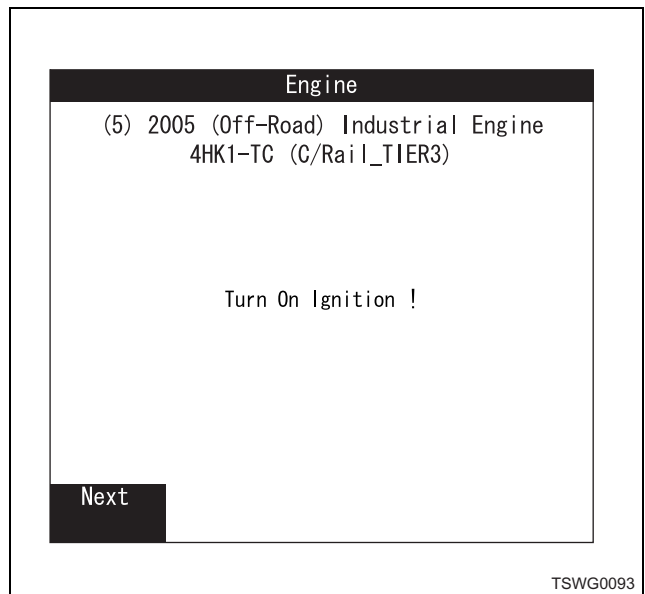 Engine
(5) 2005 (Off-Road) Industrial Engine
4HK1-TC (C/Rail_TIER3)
Turn On Ignition !
Next
TSWG0093